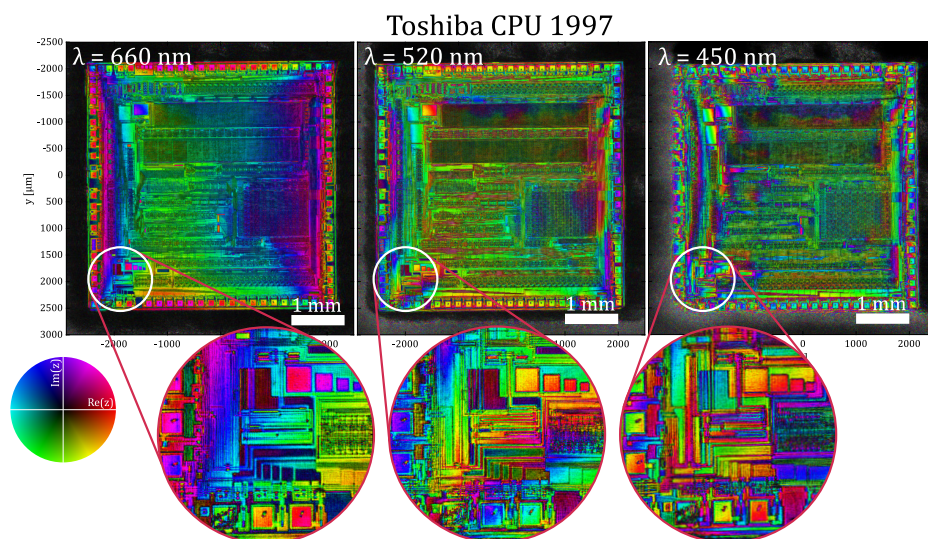 Toshiba CPU 1997
λ = 660 nm
λ = 520 nm
λ = 450 nm
-2500
-2000
-1500
-1000
-500
0
500
1000
1500
2000
2500
3000
y [μm]
1 mm
1 mm
1 mm
-2000
-1000
-2000
1000
2000
0
1000
2000
Im(z)
Re(z)